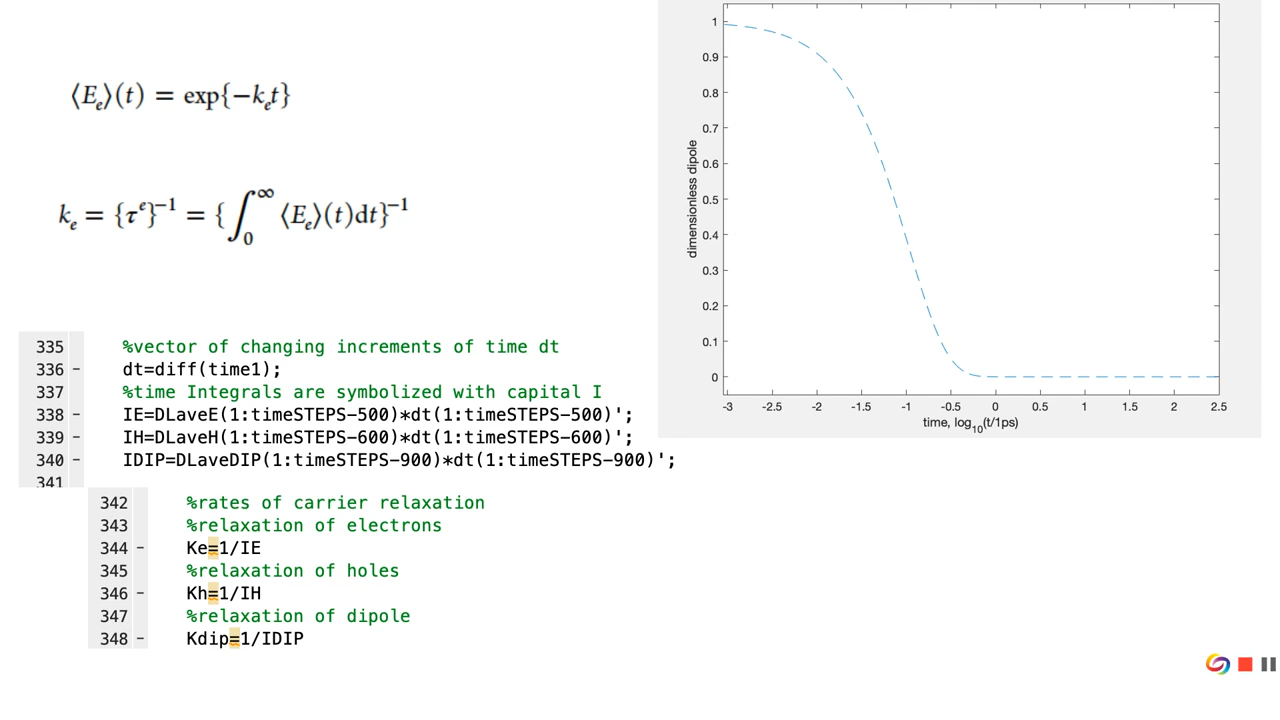 ⟨Eₑ⟩(t) = exp{−kₑt}
kₑ = {τᵉ}⁻¹ = {∫₀^∞ ⟨Eₑ⟩(t)dt}⁻¹
335 %vector of changing increments of time dt
336 - dt=diff(time1);
337 %time Integrals are symbolized with capital I
338 - IE=DLaveE(1:timeSTEPS-500)*dt(1:timeSTEPS-500)';
339 - IH=DLaveH(1:timeSTEPS-600)*dt(1:timeSTEPS-600)';
340 - IDIP=DLaveDIP(1:timeSTEPS-900)*dt(1:timeSTEPS-900)';
341
342 %rates of carrier relaxation
343 %relaxation of electrons
344 - Ke=1/IE
345 %relaxation of holes
346 - Kh=1/IH
347 %relaxation of dipole
348 - Kdip=1/IDIP
dimensionless dipole
1
0.9
0.8
0.7
0.6
0.5
0.4
0.3
0.2
0.1
0
-3 -2.5 -2 -1.5 -1 -0.5 0 0.5 1 1.5 2 2.5
time, log₁₀(t/1ps)